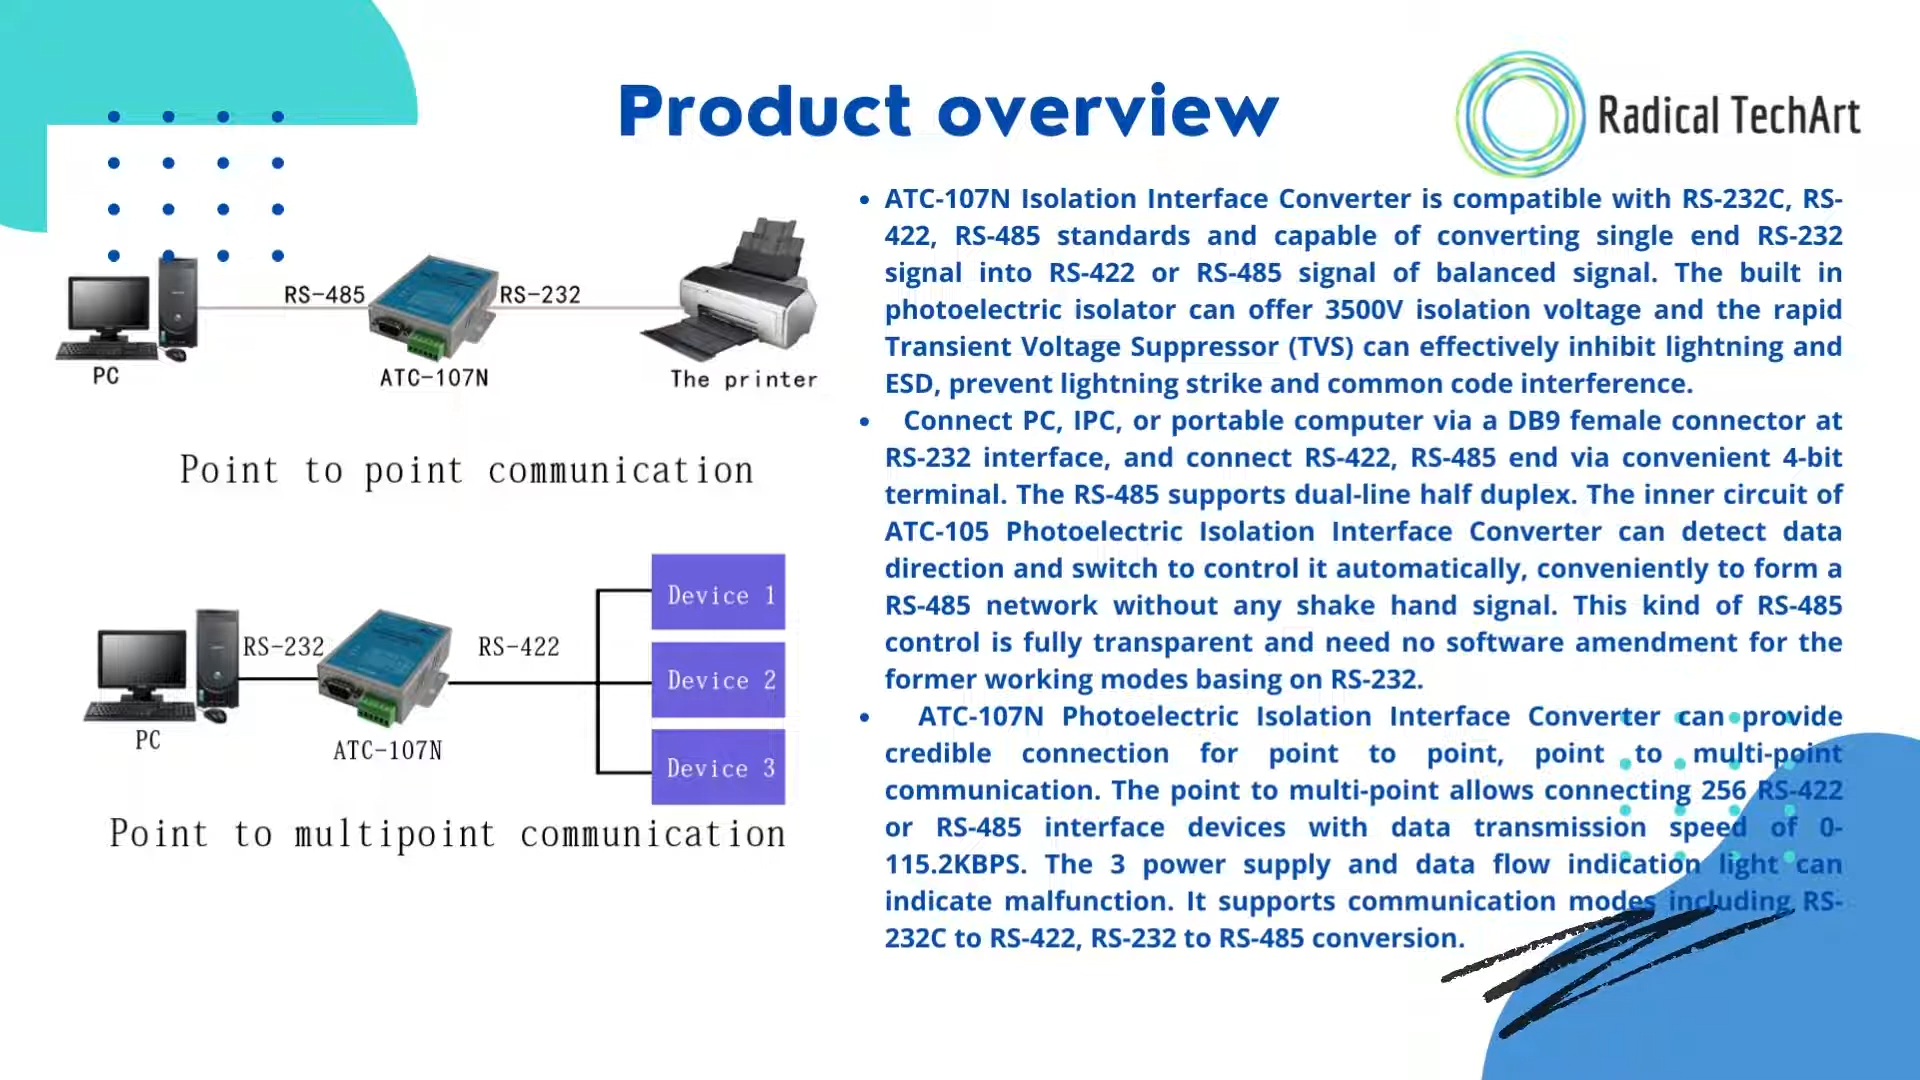 Product overview
Radical TechArt
RS-485
RS-232
PC
ATC-107N
The printer
Point to point communication
RS-232
RS-422
Device 1
Device 2
Device 3
PC
ATC-107N
Point to multipoint communication
• ATC-107N Isolation Interface Converter is compatible with RS-232C, RS-
422, RS-485 standards and capable of converting single end RS-232
signal into RS-422 or RS-485 signal of balanced signal. The built in
photoelectric isolator can offer 3500V isolation voltage and the rapid
Transient Voltage Suppressor (TVS) can effectively inhibit lightning and
ESD, prevent lightning strike and common code interference.
• Connect PC, IPC, or portable computer via a DB9 female connector at
RS-232 interface, and connect RS-422, RS-485 end via convenient 4-bit
terminal. The RS-485 supports dual-line half duplex. The inner circuit of
ATC-105 Photoelectric Isolation Interface Converter can detect data
direction and switch to control it automatically, conveniently to form a
RS-485 network without any shake hand signal. This kind of RS-485
control is fully transparent and need no software amendment for the
former working modes basing on RS-232.
• ATC-107N Photoelectric Isolation Interface Converter can provide
credible connection for point to point, point to multi-point
communication. The point to multi-point allows connecting 256 RS-422
or RS-485 interface devices with data transmission speed of 0-
115.2KBPS. The 3 power supply and data flow indication light can
indicate malfunction. It supports communication modes including RS-
232C to RS-422, RS-232 to RS-485 conversion.